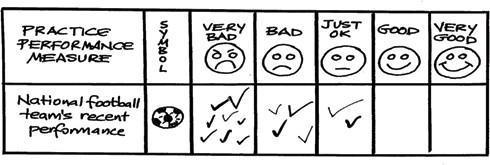 PRACTICE
PERFORMANCE
MEASURE
SYMBOL
VERY
BAD
BAD
JUST
OK
GOOD
VERY
GOOD
National football
team's recent
performance